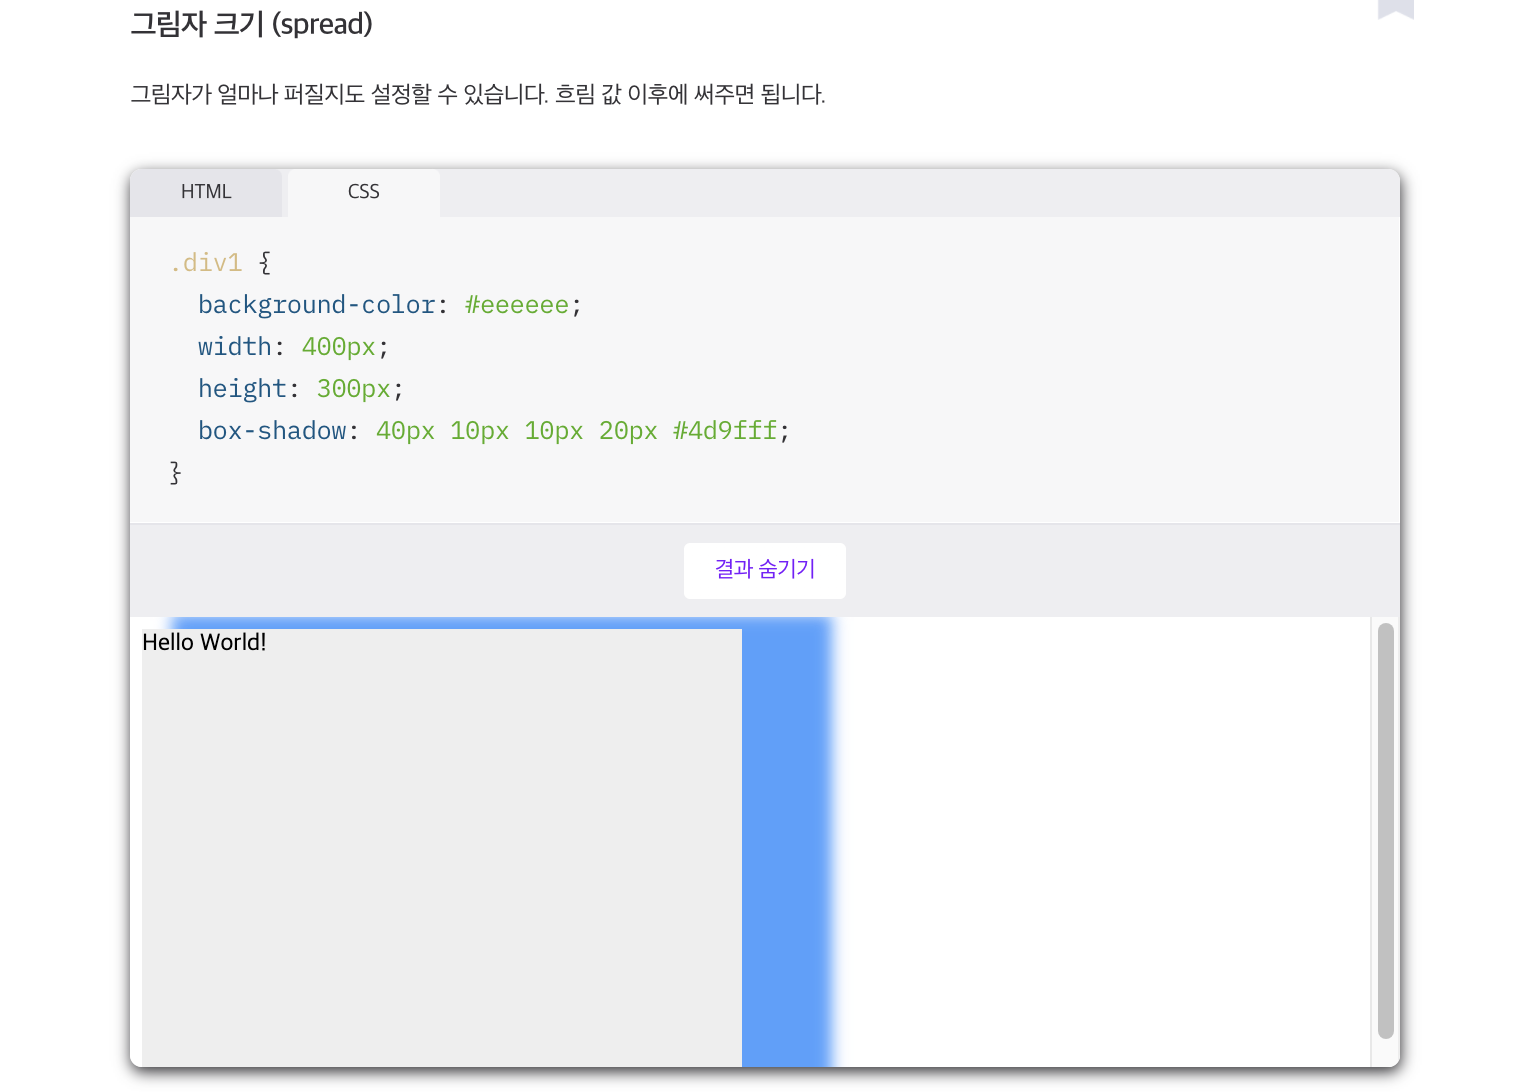 그림자 크기 (spread)
그림자가 얼마나 퍼질지도 설정할 수 있습니다. 흐림 값 이후에 써주면 됩니다.
HTML CSS
.div1 {
  background-color: #eeeeee;
  width: 400px;
  height: 300px;
  box-shadow: 40px 10px 10px 20px #4d9fff;
}
결과 숨기기
Hello World!